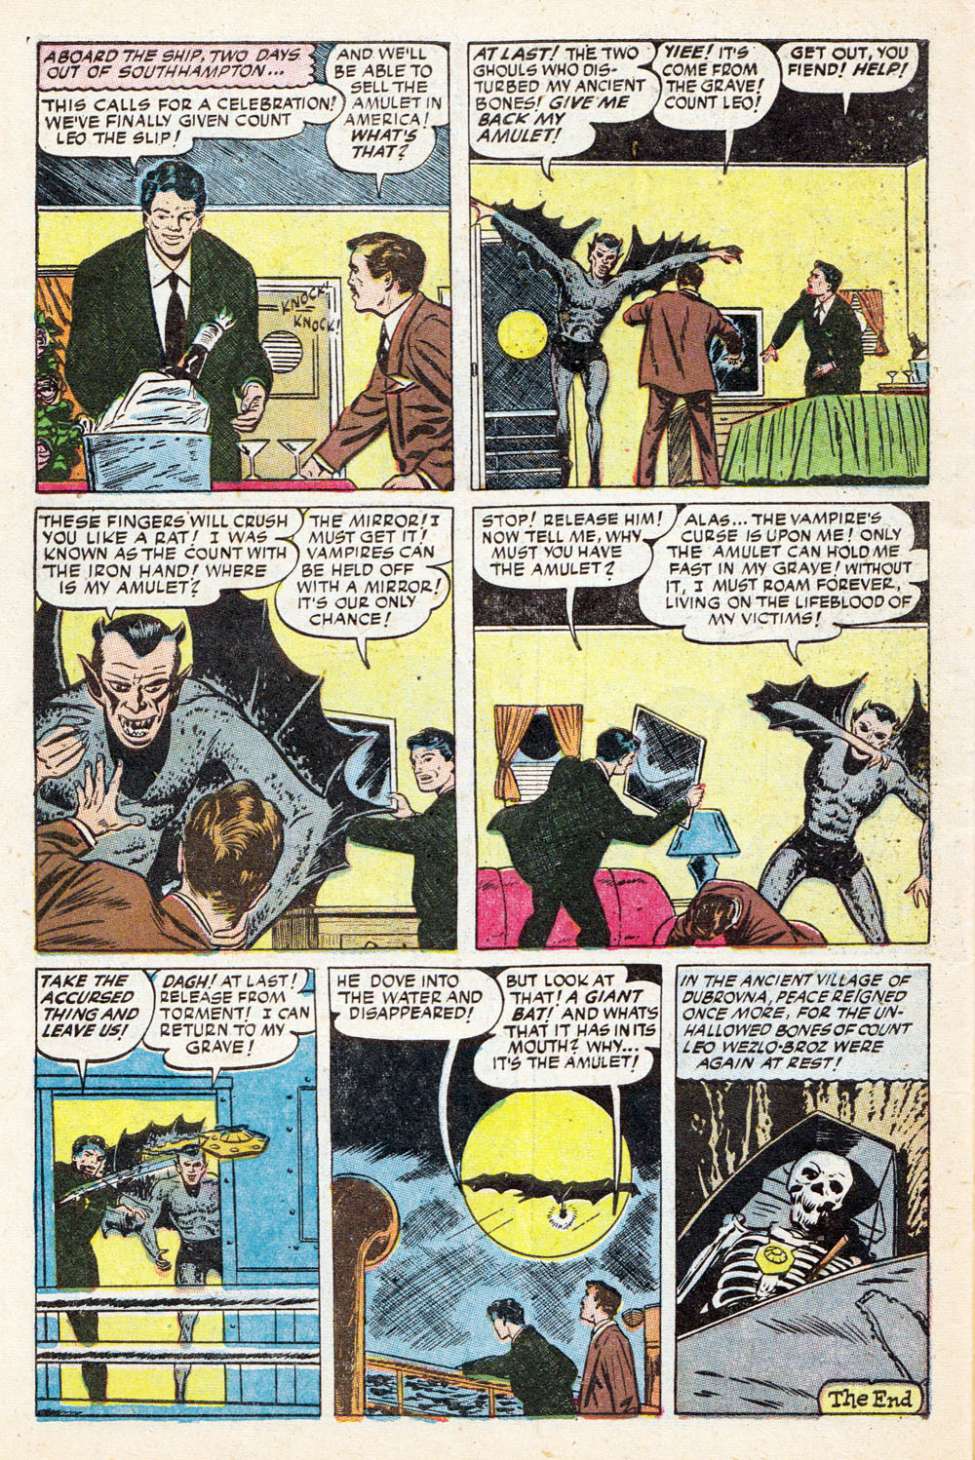 ABOARD THE SHIP, TWO DAYS
OUT OF SOUTHHAMPTON...
THIS CALLS FOR A CELEBRATION!
WE'VE FINALLY GIVEN COUNT
LEO THE SLIP!
AND WE'LL
BE ABLE TO
SELL THE
AMULET IN
AMERICA!
WHAT'S
THAT?
KNOCK!
KNOCK!
AT LAST! THE TWO
GHOULS WHO DIS-
TURBED MY ANCIENT
BONES! GIVE ME
BACK MY
AMULET!
YIEE! IT'S
COME FROM
THE GRAVE!
COUNT LEO!
GET OUT, YOU
FIEND! HELP!
THESE FINGERS WILL CRUSH
YOU LIKE A RAT! I WAS
KNOWN AS THE COUNT WITH
THE IRON HAND! WHERE
IS MY AMULET?
THE MIRROR! I
MUST GET IT!
VAMPIRES CAN
BE HELD OFF
WITH A MIRROR!
IT'S OUR ONLY
CHANCE!
STOP! RELEASE HIM!
NOW TELL ME, WHY
MUST YOU HAVE
THE AMULET?
ALAS... THE VAMPIRE'S
CURSE IS UPON ME! ONLY
THE AMULET CAN HOLD ME
FAST IN MY GRAVE! WITHOUT
IT, I MUST ROAM FOREVER,
LIVING ON THE LIFEBLOOD OF
MY VICTIMS!
TAKE THE
ACCURSED
THING AND
LEAVE US!
DAGH! AT LAST!
RELEASE FROM
TORMENT! I CAN
RETURN TO MY
GRAVE!
HE DOVE INTO
THE WATER AND
DISAPPEARED!
BUT LOOK AT
THAT! A GIANT
BAT! AND WHAT'S
THAT IT HAS IN ITS
MOUTH? WHY...
IT'S THE AMULET!
IN THE ANCIENT VILLAGE OF
DUBROVNA, PEACE REIGNED
ONCE MORE, FOR THE UN-
HALLOWED BONES OF COUNT
LEO WEZLO-BROZ WERE
AGAIN AT REST!
The End